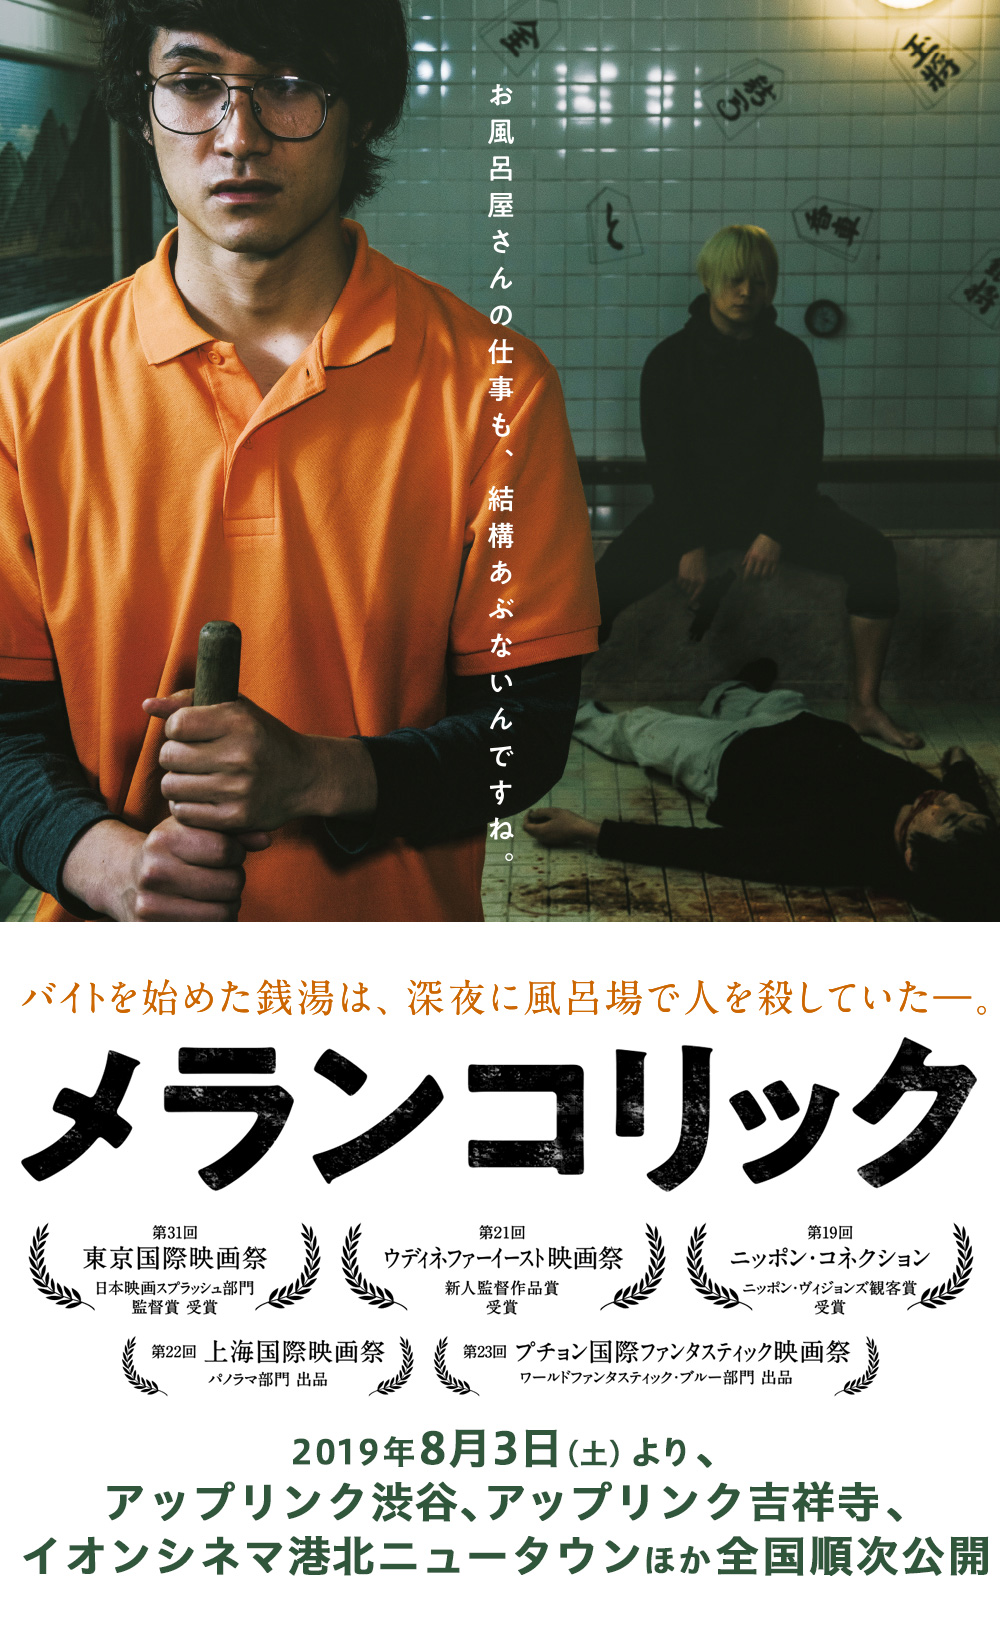 金
飛
王将
と
香車
お風呂屋さんの仕事も、結構あぶないんですね。
バイトを始めた銭湯は、深夜に風呂場で人を殺していた―。
メランコリック
第31回
東京国際映画祭
日本映画スプラッシュ部門
監督賞 受賞
第21回
ウディネファーイースト映画祭
新人監督作品賞
受賞
第19回
ニッポン・コネクション
ニッポン・ヴィジョンズ観客賞
受賞
第22回 上海国際映画祭
パノラマ部門 出品
第23回 プチョン国際ファンタスティック映画祭
ワールドファンタスティック・ブルー部門 出品
2019年8月3日(土)より、
アップリンク渋谷、アップリンク吉祥寺、
イオンシネマ港北ニュータウンほか全国順次公開